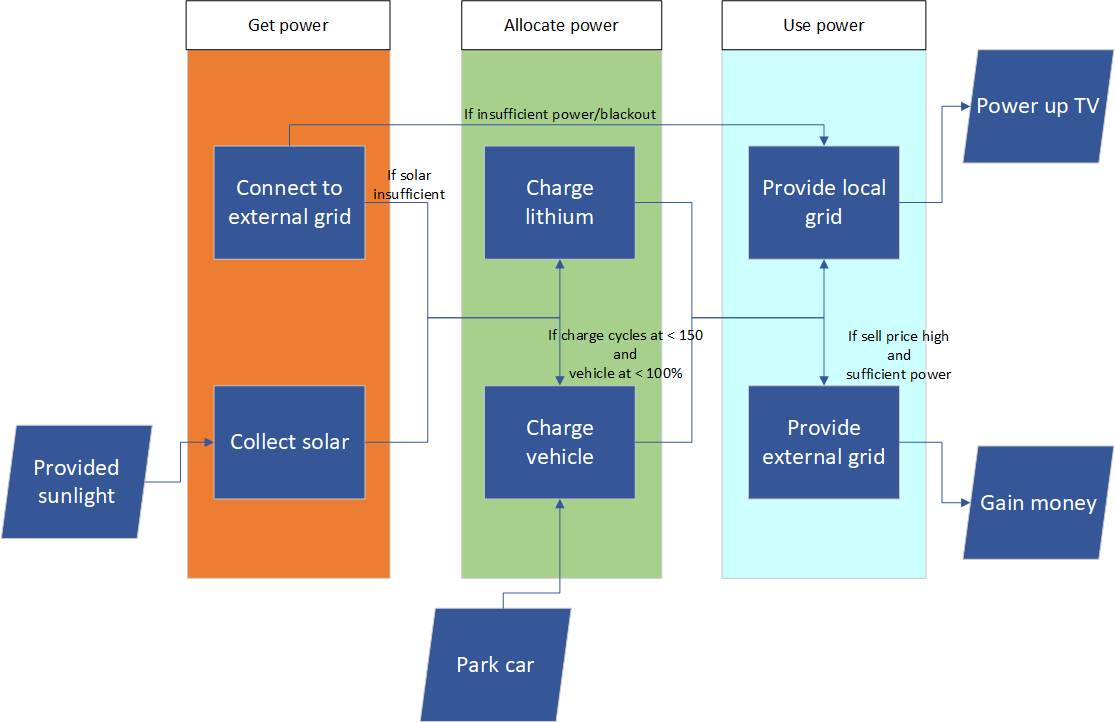 Get power
Allocate power
Use power
Power up TV
If insufficient power/blackout
Connect to
external grid
If solar
insufficient
Charge
lithium
Provide local
grid
If charge cycles at < 150
and
vehicle at < 100%
If sell price high
and
sufficient power
Provided
sunlight
Collect solar
Charge
vehicle
Provide
external grid
Gain money
Park car